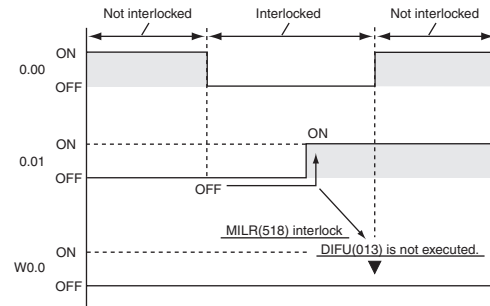 Not interlocked
Interlocked
Not interlocked
ON
0.00
OFF
ON
ON
0.01
OFF
OFF
MILR(518) interlock
DIFU(013) is not executed.
ON
W0.0
OFF